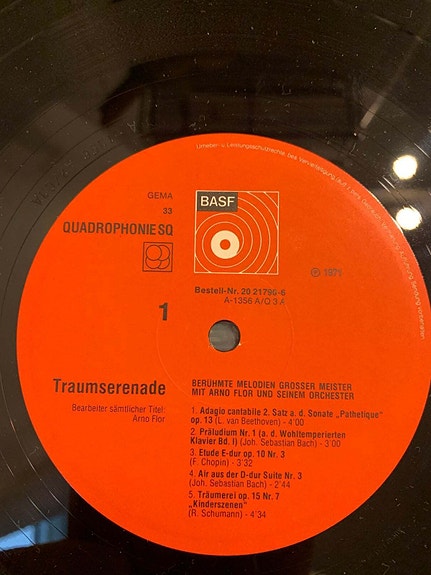 Urheber- u. Leistungsschutzrechte
GEMA
33
BASF
QUADROPHONIE SQ
℗ 1971
Bestell-Nr. 20 21796-6
A-1356 A/Q 3 A
1
Traumserenade
Bearbeiter sämtlicher Titel:
Arno Flor
BERÜHMTE MELODIEN GROSSER MEISTER
MIT ARNO FLOR UND SEINEM ORCHESTER
1. Adagio cantabile 2. Satz a. d. Sonate „Pathetique"
op. 13 (L. van Beethoven) - 4'00
2. Präludium Nr. 1 (a. d. Wohltemperierten
Klavier Bd. I) (Joh. Sebastian Bach) - 3'00
3. Etude E-dur op. 10 Nr. 3
(F. Chopin) - 3'32
4. Air aus der D-dur Suite Nr. 3
(Joh. Sebastian Bach) - 2'44
5. Träumerei op. 15 Nr. 7
„Kinderszenen"
(R. Schumann) - 4'34